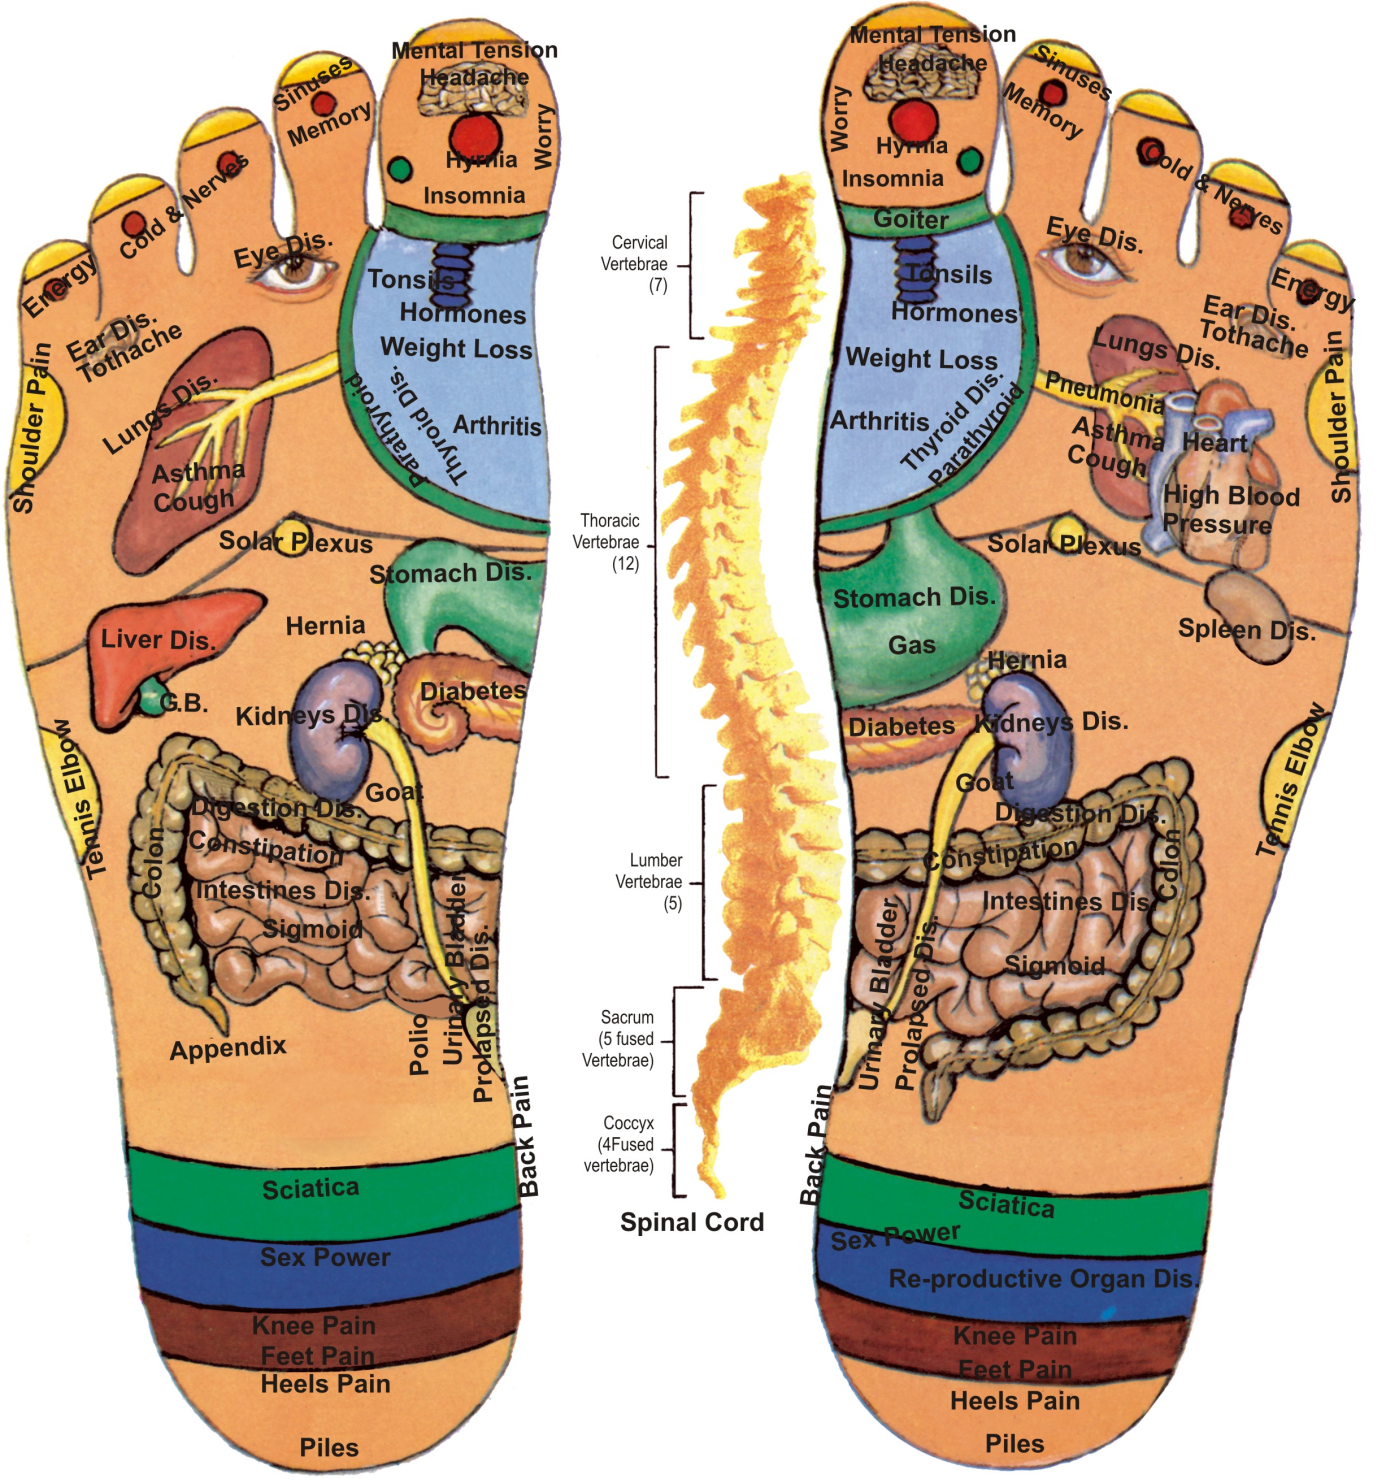 Mental Tension
Headache
Worry
Hyrnia
Insomnia
Sinuses
Memory
Cold & Nerves
Energy
Eye Dis.
Ear Dis.
Tothache
Shoulder Pain
Tonsils
Hormones
Weight Loss
Arthritis
Thyroid Dis.
Parathyroid
Lungs Dis.
Asthma
Cough
Solar Plexus
Stomach Dis.
Liver Dis.
Hernia
G.B.
Diabetes
Kidneys Dis.
Goat
Tennis Elbow
Digestion Dis.
Constipation
Colon
Intestines Dis.
Sigmoid
Appendix
Polio
Urinary Bladder
Prolapsed Dis.
Back Pain
Sciatica
Sex Power
Knee Pain
Feet Pain
Heels Pain
Piles
Cervical
Vertebrae
(7)
Thoracic
Vertebrae
(12)
Lumber
Vertebrae
(5)
Sacrum
(5 fused
Vertebrae)
Coccyx
(4Fused
vertebrae)
Spinal Cord
Mental Tension
Headache
Worry
Hyrnia
Insomnia
Goiter
Sinuses
Memory
Cold & Nerves
Energy
Eye Dis.
Ear Dis.
Tothache
Shoulder Pain
Tonsils
Hormones
Weight Loss
Arthritis
Thyroid Dis.
Parathyroid
Lungs Dis.
Pneumonia
Asthma
Cough
Heart
High Blood
Pressure
Solar Plexus
Stomach Dis.
Gas
Spleen Dis.
Hernia
Diabetes
Kidneys Dis.
Goat
Tennis Elbow
Digestion Dis.
Constipation
Colon
Intestines Dis.
Sigmoid
Urinary Bladder
Prolapsed Dis.
Back Pain
Sciatica
Sex Power
Re-productive Organ Dis.
Knee Pain
Feet Pain
Heels Pain
Piles